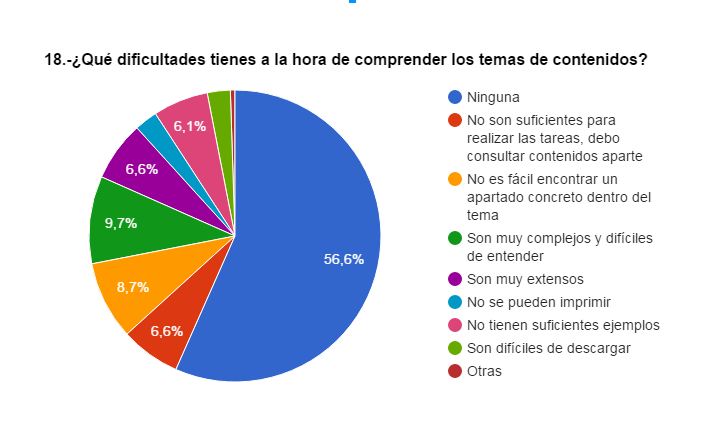 18.-¿Qué dificultades tienes a la hora de comprender los temas de contenidos?
56,6%
6,6%
8,7%
9,7%
6,6%
6,1%
Ninguna
No son suficientes para
realizar las tareas, debo
consultar contenidos aparte
No es fácil encontrar un
apartado concreto dentro del
tema
Son muy complejos y difíciles
de entender
Son muy extensos
No se pueden imprimir
No tienen suficientes ejemplos
Son difíciles de descargar
Otras